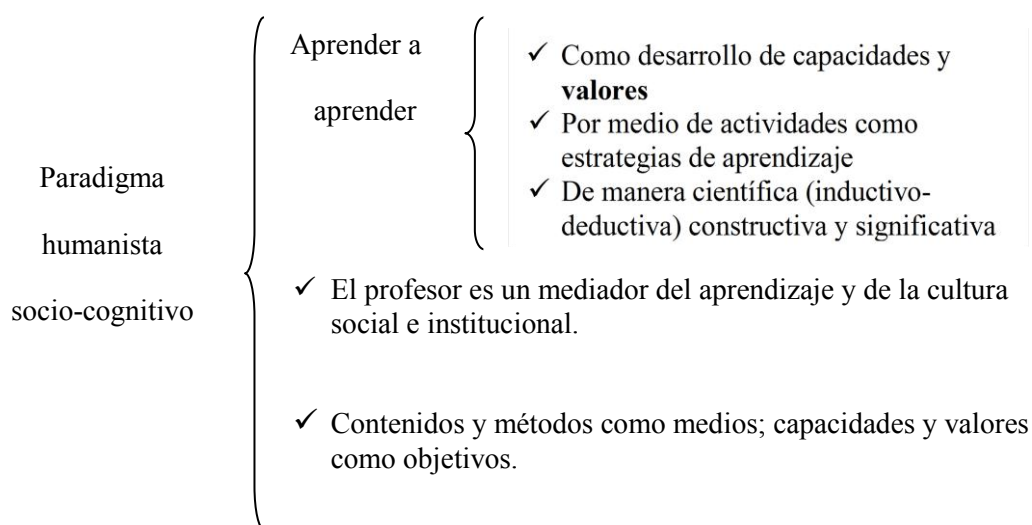 Paradigma
humanista
socio-cognitivo
Aprender a
aprender
✓ Como desarrollo de capacidades y
valores
✓ Por medio de actividades como
estrategias de aprendizaje
✓ De manera científica (inductivo-
deductiva) constructiva y significativa
✓ El profesor es un mediador del aprendizaje y de la cultura
social e institucional.
✓ Contenidos y métodos como medios; capacidades y valores
como objetivos.